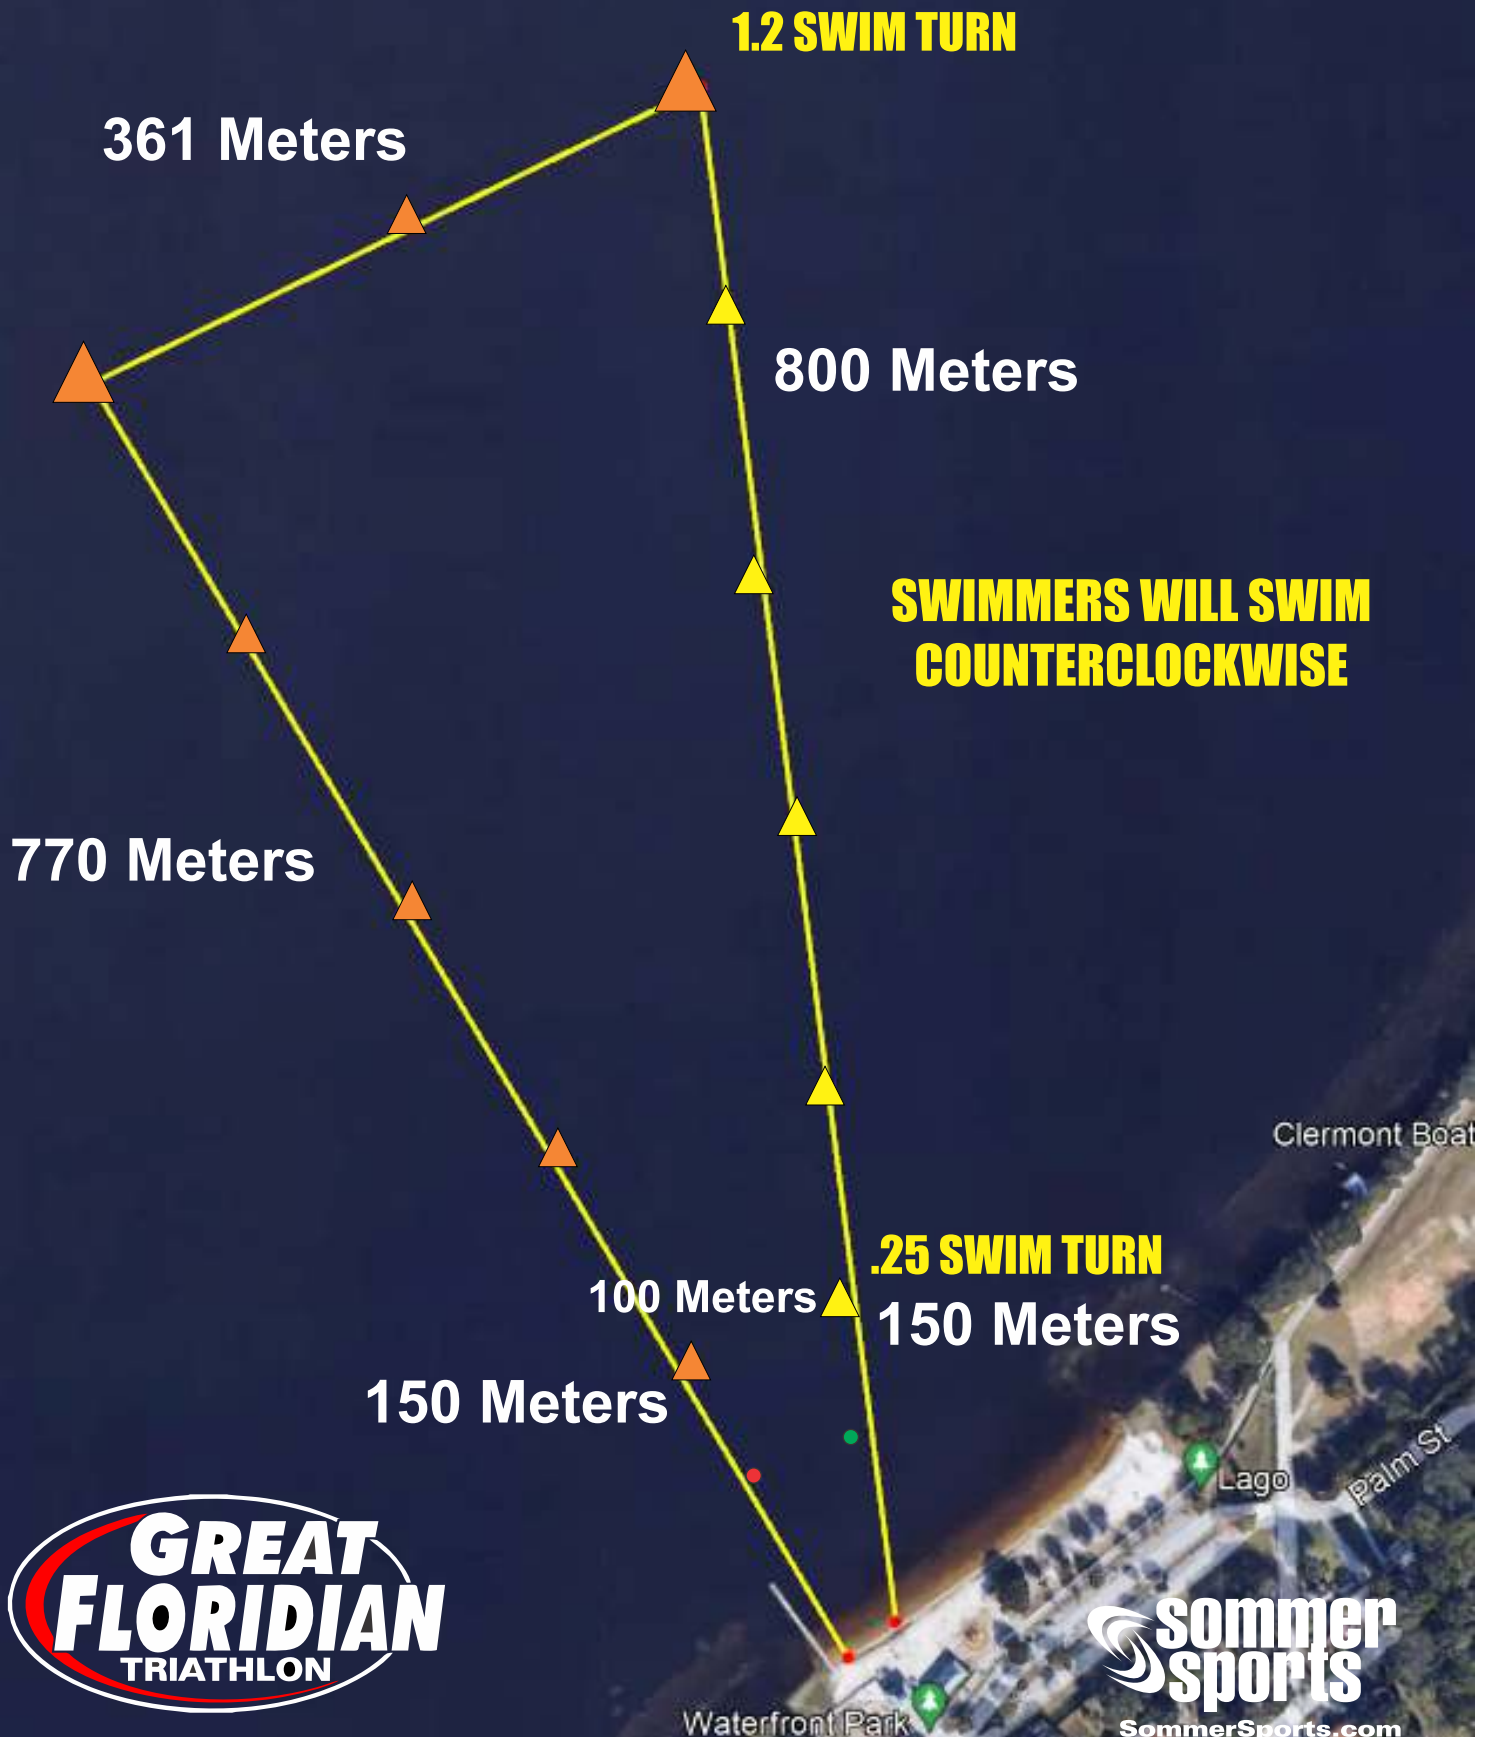 1.2 SWIM TURN
361 Meters
800 Meters
SWIMMERS WILL SWIM
COUNTERCLOCKWISE
770 Meters
Clermont Boat
.25 SWIM TURN
100 Meters
150 Meters
150 Meters
Palm St
Lago
GREAT
FLORIDIAN
TRIATHLON
sommer
sports
Waterfront Park
SommerSports.com